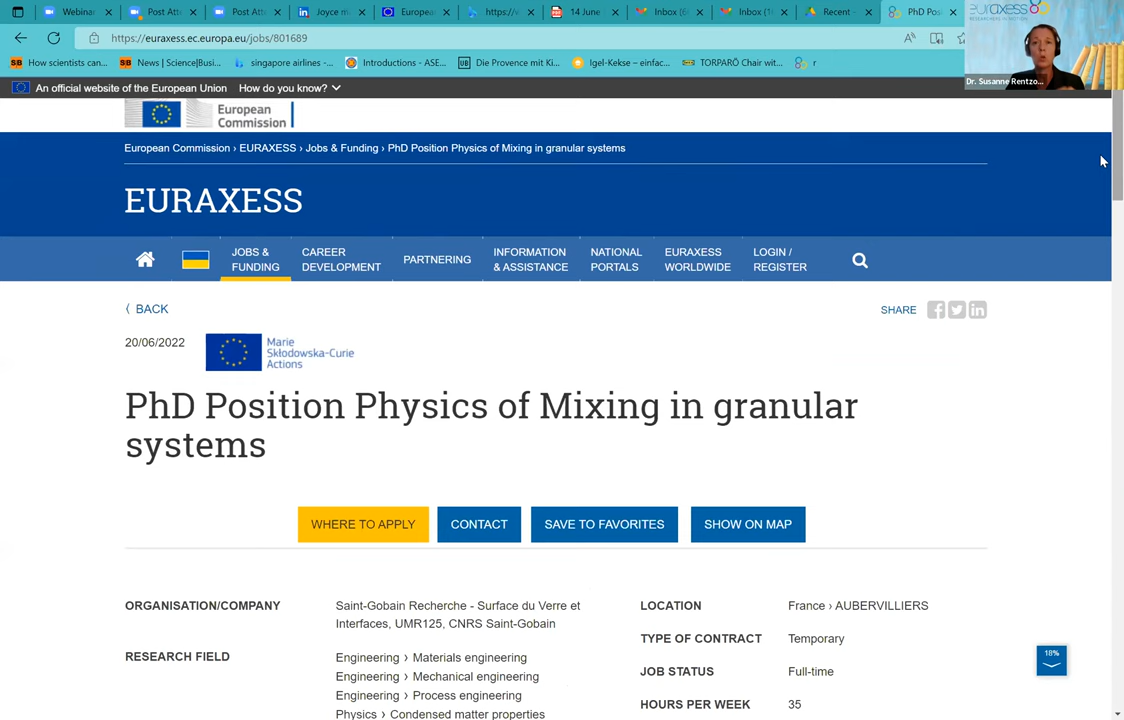 Webinar
Post Atte
Post Atte
Joyce m
Europea
https://e
14 June
Inbox (6
Inbox (1
Recent -
PhD Pos
euraxess
RESEARCHERS IN MOTION
https://euraxess.ec.europa.eu/jobs/801689
How scientists can...
News | Science|Busi...
singapore airlines -...
Introductions - ASE...
Die Provence mit Ki...
Igel-Kekse – einfac...
TORPARÖ Chair wit...
r
Dr. Susanne Rentzo...
An official website of the European Union How do you know?
European
Commission
European Commission › EURAXESS › Jobs & Funding › PhD Position Physics of Mixing in granular systems
EURAXESS
JOBS & FUNDING
CAREER DEVELOPMENT
PARTNERING
INFORMATION & ASSISTANCE
NATIONAL PORTALS
EURAXESS WORLDWIDE
LOGIN / REGISTER
BACK
SHARE
20/06/2022
Marie
Skłodowska-Curie
Actions
PhD Position Physics of Mixing in granular
systems
WHERE TO APPLY
CONTACT
SAVE TO FAVORITES
SHOW ON MAP
ORGANISATION/COMPANY
Saint-Gobain Recherche - Surface du Verre et
Interfaces, UMR125, CNRS Saint-Gobain
RESEARCH FIELD
Engineering › Materials engineering
Engineering › Mechanical engineering
Engineering › Process engineering
Physics › Condensed matter properties
LOCATION
France › AUBERVILLIERS
TYPE OF CONTRACT
Temporary
JOB STATUS
Full-time
HOURS PER WEEK
35
18%